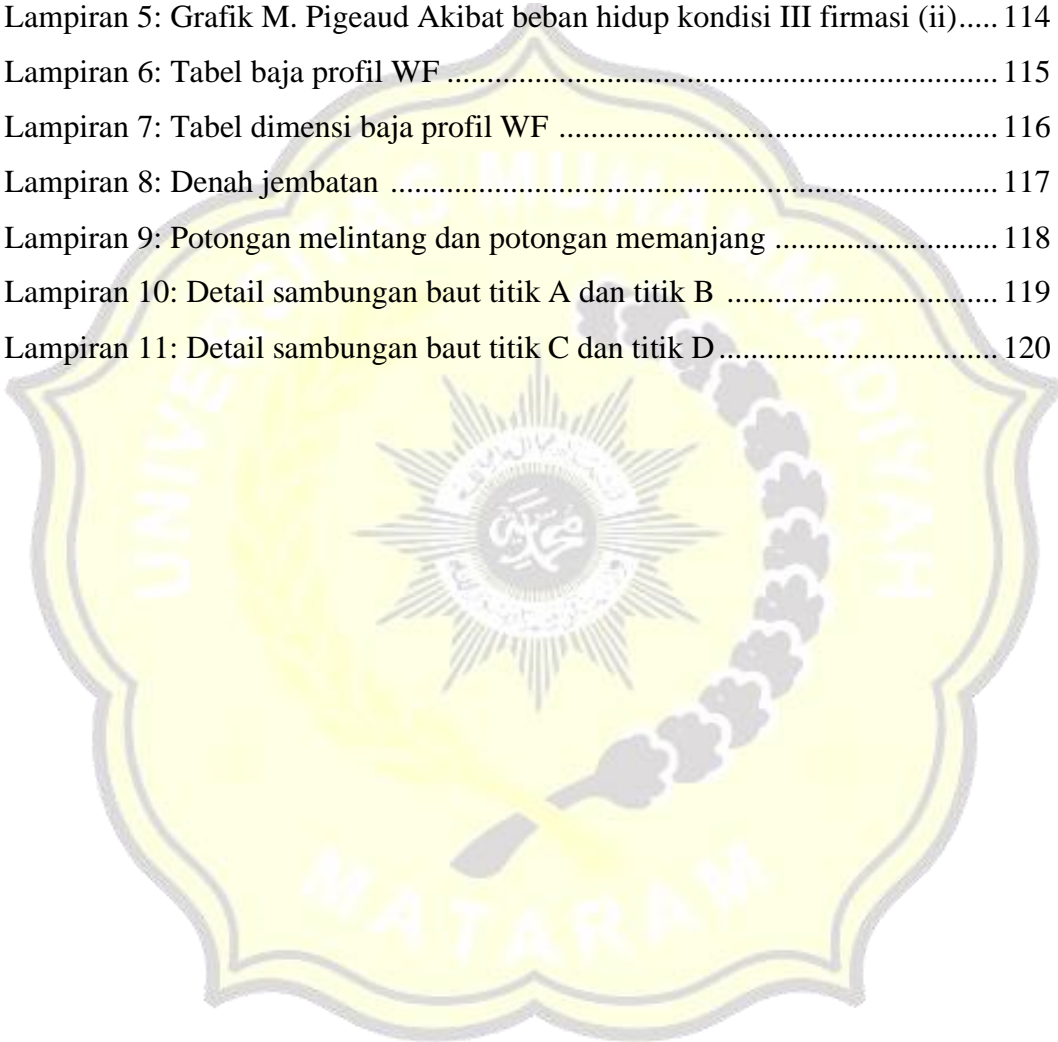 Lampiran 5: Grafik M. Pigeaud Akibat beban hidup kondisi III firmasi (ii)..... 114
Lampiran 6: Tabel baja profil WF ........................................................................ 115
Lampiran 7: Tabel dimensi baja profil WF ......................................................... 116
Lampiran 8: Denah jembatan ............................................................................... 117
Lampiran 9: Potongan melintang dan potongan memanjang ............................. 118
Lampiran 10: Detail sambungan baut titik A dan titik B ................................... 119
Lampiran 11: Detail sambungan baut titik C dan titik D .................................... 120
UNIVERSITAS MUHAMMADIYAH
MATARAM